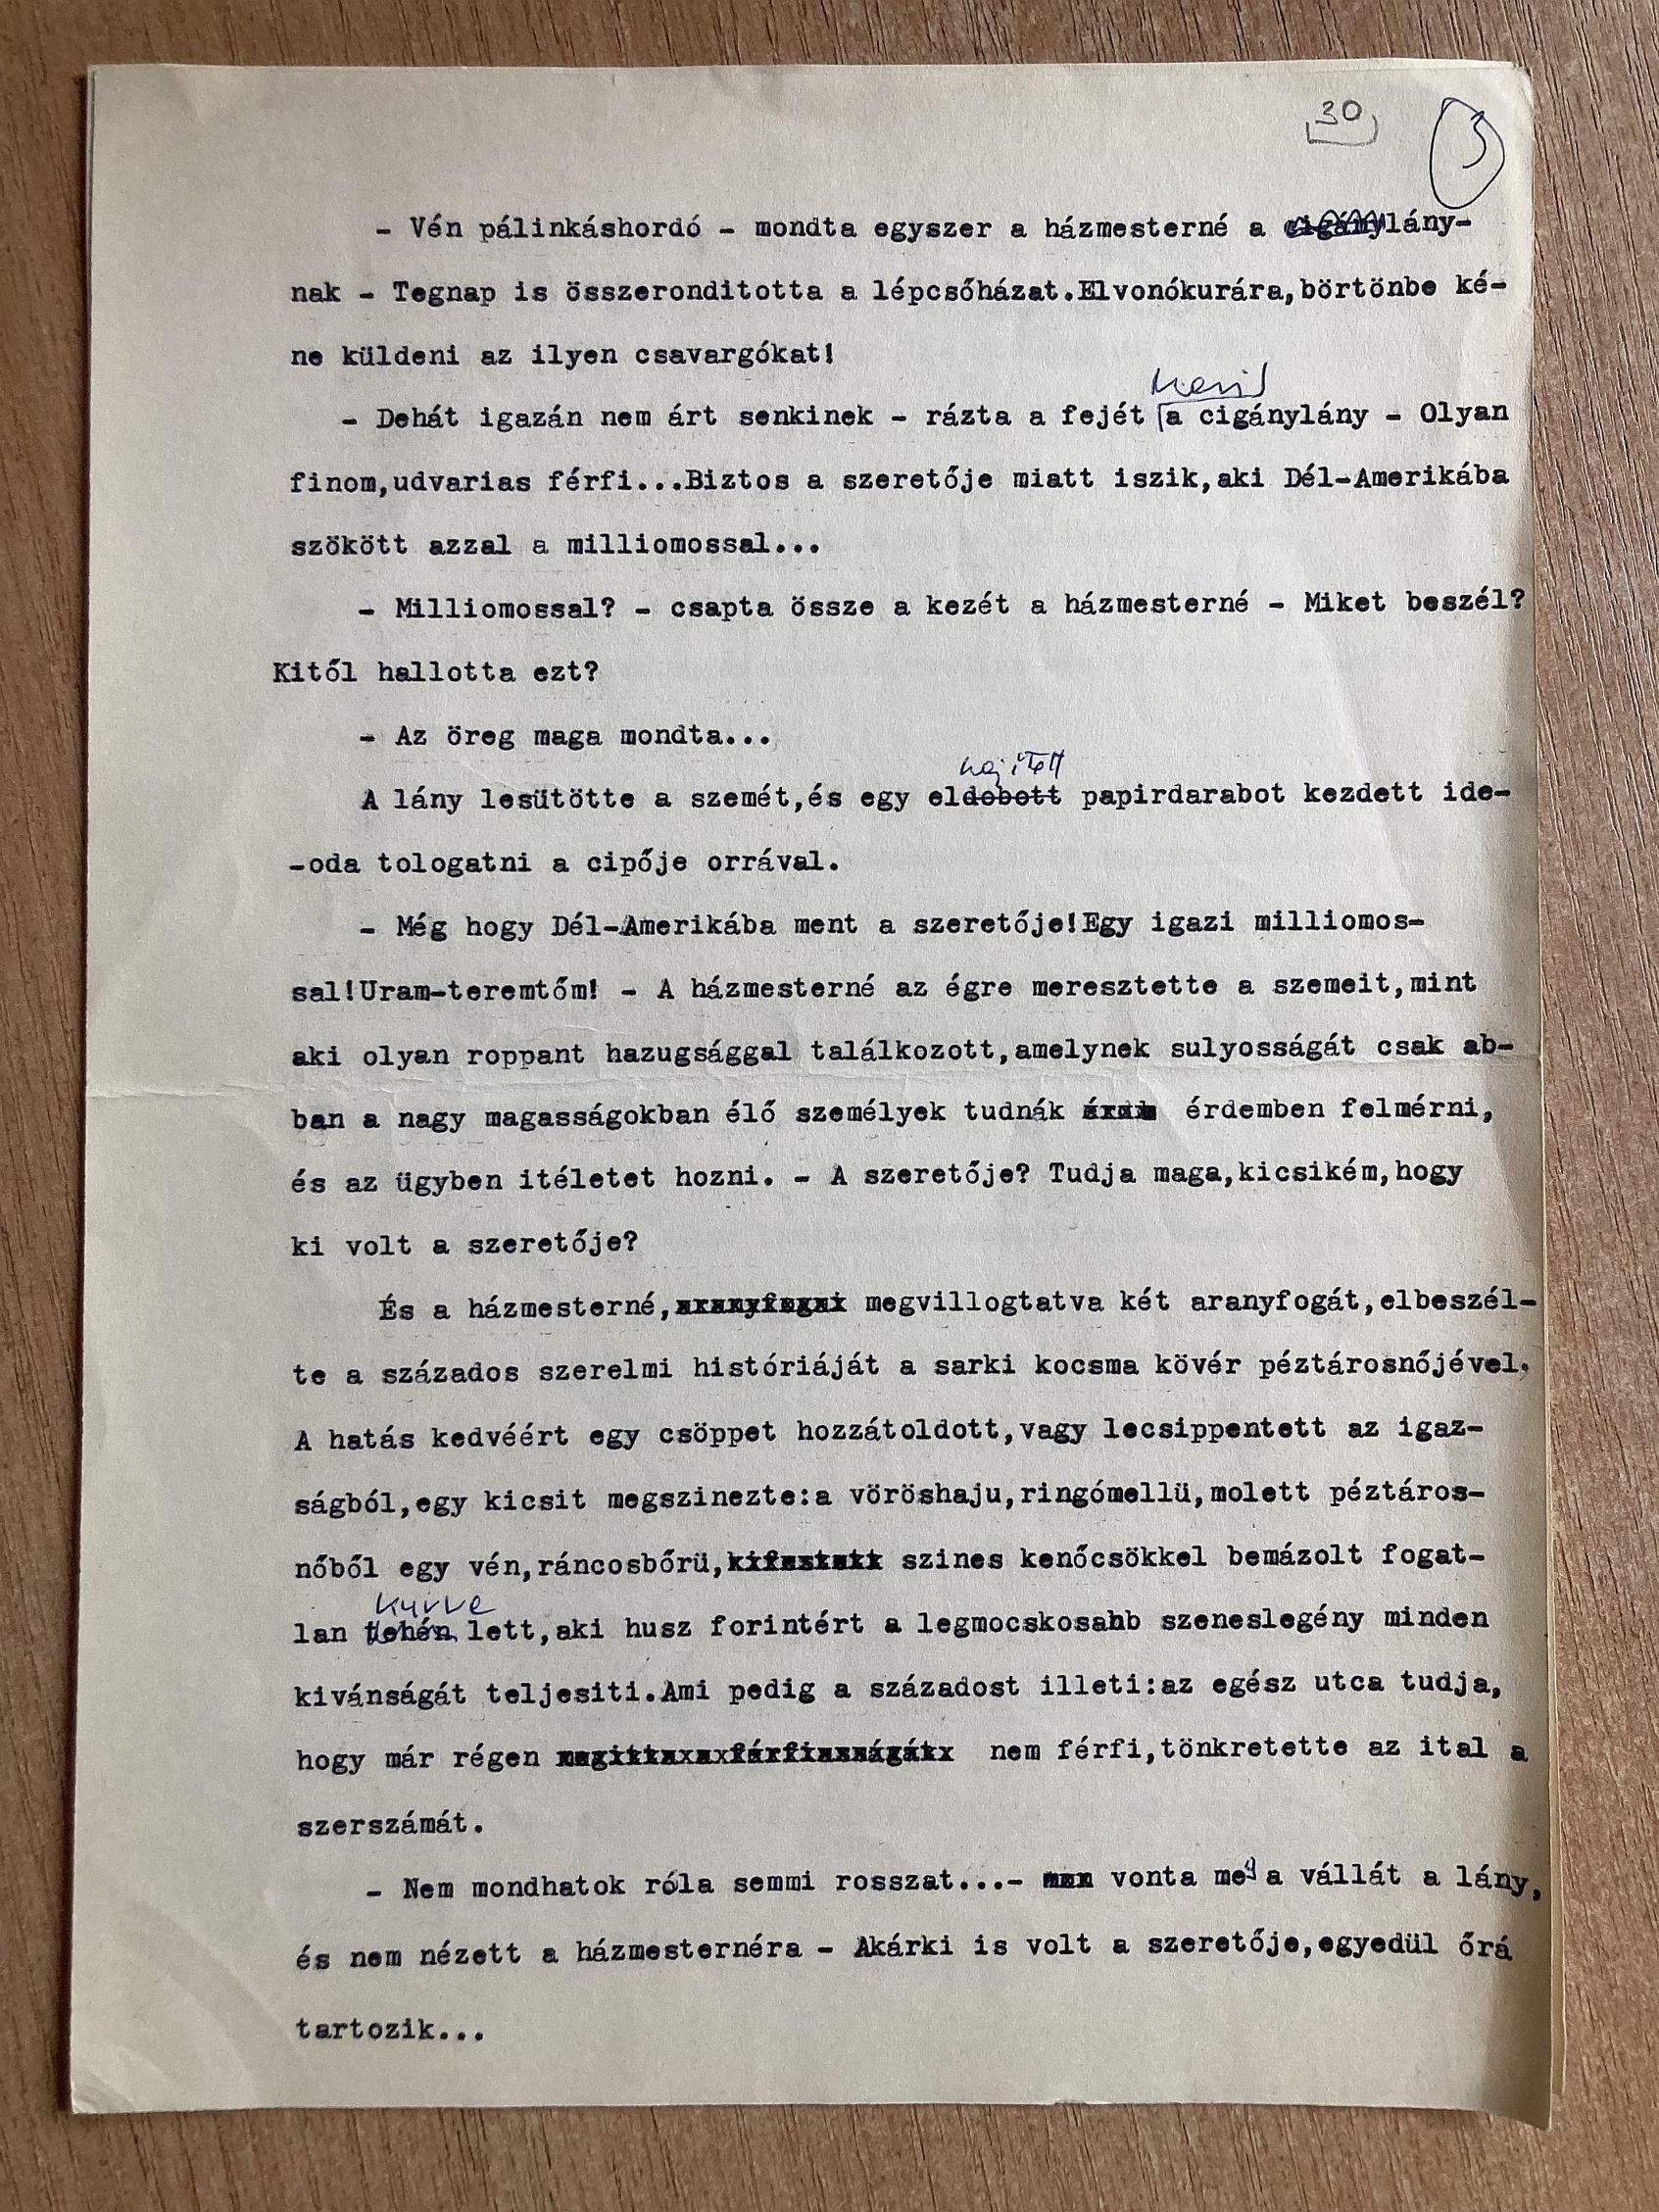 30 3
- Vén pálinkáshordó - mondta egyszer a házmesterné a cigánylány-
nak - Tegnap is összeronditotta a lépcsőházat.Elvonókurára,börtönbe ké-
ne küldeni az ilyen csavargókat!
- Dehát igazán nem árt senkinek - rázta a fejét a cigánylány - Olyan
finom,udvarias férfi...Biztos a szeretője miatt iszik,aki Dél-Amerikába
szökött azzal a milliomossal...
- Milliomossal? - csapta össze a kezét a házmesterné - Miket beszél?
Kitől hallotta ezt?
- Az öreg maga mondta...
hajított
A lány lesütötte a szemét,és egy eldobott papirdarabot kezdett ide-
-oda tologatni a cipője orrával.
- Még hogy Dél-Amerikába ment a szeretője!Egy igazi milliomos-
sal!Uram-teremtőm! - A házmesterné az égre meresztette a szemeit,mint
aki olyan roppant hazugsággal találkozott,amelynek sulyosságát csak ab-
ban a nagy magasságokban élő személyek tudnák érdemben felmérni,
és az ügyben itéletet hozni. - A szeretője? Tudja maga,kicsikém,hogy
ki volt a szeretője?
És a házmesterné, megvillogtatva két aranyfogát,elbeszél-
te a százados szerelmi históriáját a sarki kocsma kövér péztárosnőjével.
A hatás kedvéért egy csöppet hozzátoldott,vagy lecsippentett az igaz-
ságból,egy kicsit megszinezte:a vöröshaju,ringómellü,molett péztáros-
nőből egy vén,ráncosbőrü, szines kenőcsökkel bemázolt fogat-
kurva
lan tehén lett,aki husz forintért a legmocskosabb szeneslegény minden
kivánságát teljesiti.Ami pedig a századost illeti:az egész utca tudja,
hogy már régen nem férfi,tönkretette az ital a
szerszámát.
- Nem mondhatok róla semmi rosszat...- vonta meg a vállát a lány,
és nem nézett a házmesternéra - Akárki is volt a szeretője,egyedül őrá
tartozik...